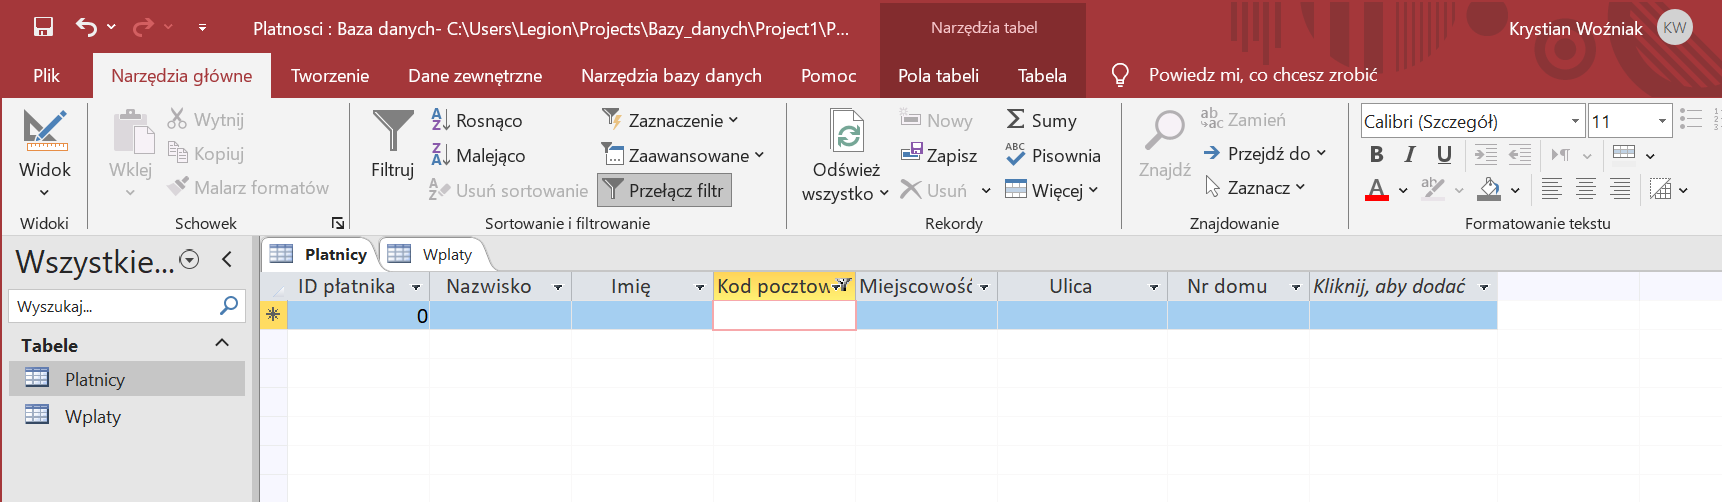 Platnosci : Baza danych- C:\Users\Legion\Projects\Bazy_danych\Project1\P...
Narzędzia tabel
Krystian Woźniak
KW
Plik
Narzędzia główne
Tworzenie
Dane zewnętrzne
Narzędzia bazy danych
Pomoc
Pola tabeli
Tabela
Powiedz mi, co chcesz zrobić
Widok
Widoki
Wklej
Wytnij
Kopiuj
Malarz formatów
Schowek
Filtruj
Rosnąco
Malejąco
Usuń sortowanie
Zaznaczenie
Zaawansowane
Przełącz filtr
Sortowanie i filtrowanie
Odśwież
wszystko
Nowy
Zapisz
Usuń
Sumy
Pisownia
Więcej
Rekordy
Znajdź
Zamień
Przejdź do
Zaznacz
Znajdowanie
Calibri (Szczegół)
11
B I U
A
Formatowanie tekstu
Wszystkie...
Wyszukaj...
Tabele
Platnicy
Wplaty
Platnicy
Wplaty
ID płatnika
Nazwisko
Imię
Kod pocztow
Miejscowość
Ulica
Nr domu
Kliknij, aby dodać
0